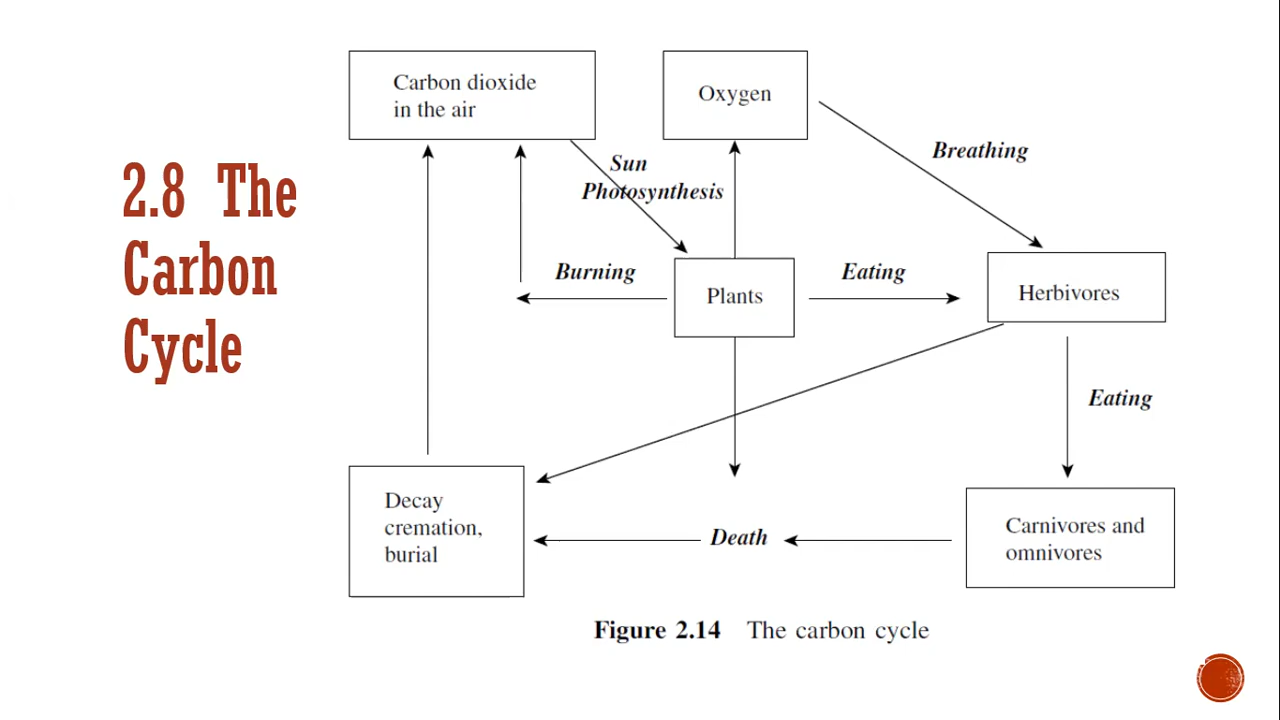 2.8 The
Carbon
Cycle
Carbon dioxide
in the air
Oxygen
Sun
Photosynthesis
Breathing
Burning
Plants
Eating
Herbivores
Eating
Decay
cremation,
burial
Death
Carnivores and
omnivores
Figure 2.14 The carbon cycle